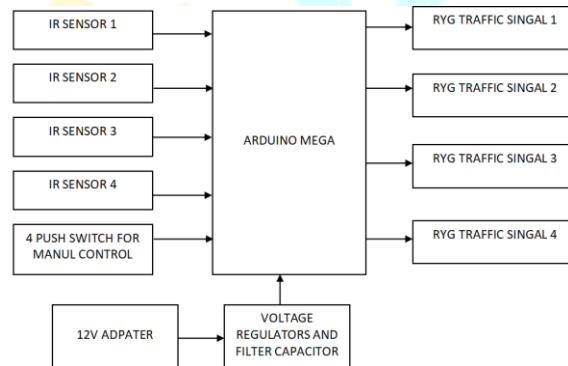 IR SENSOR 1
IR SENSOR 2
IR SENSOR 3
IR SENSOR 4
4 PUSH SWITCH FOR
MANUL CONTROL
ARDUINO MEGA
RYG TRAFFIC SINGAL 1
RYG TRAFFIC SINGAL 2
RYG TRAFFIC SINGAL 3
RYG TRAFFIC SINGAL 4
12V ADPATER
VOLTAGE
REGULATORS AND
FILTER CAPACITOR